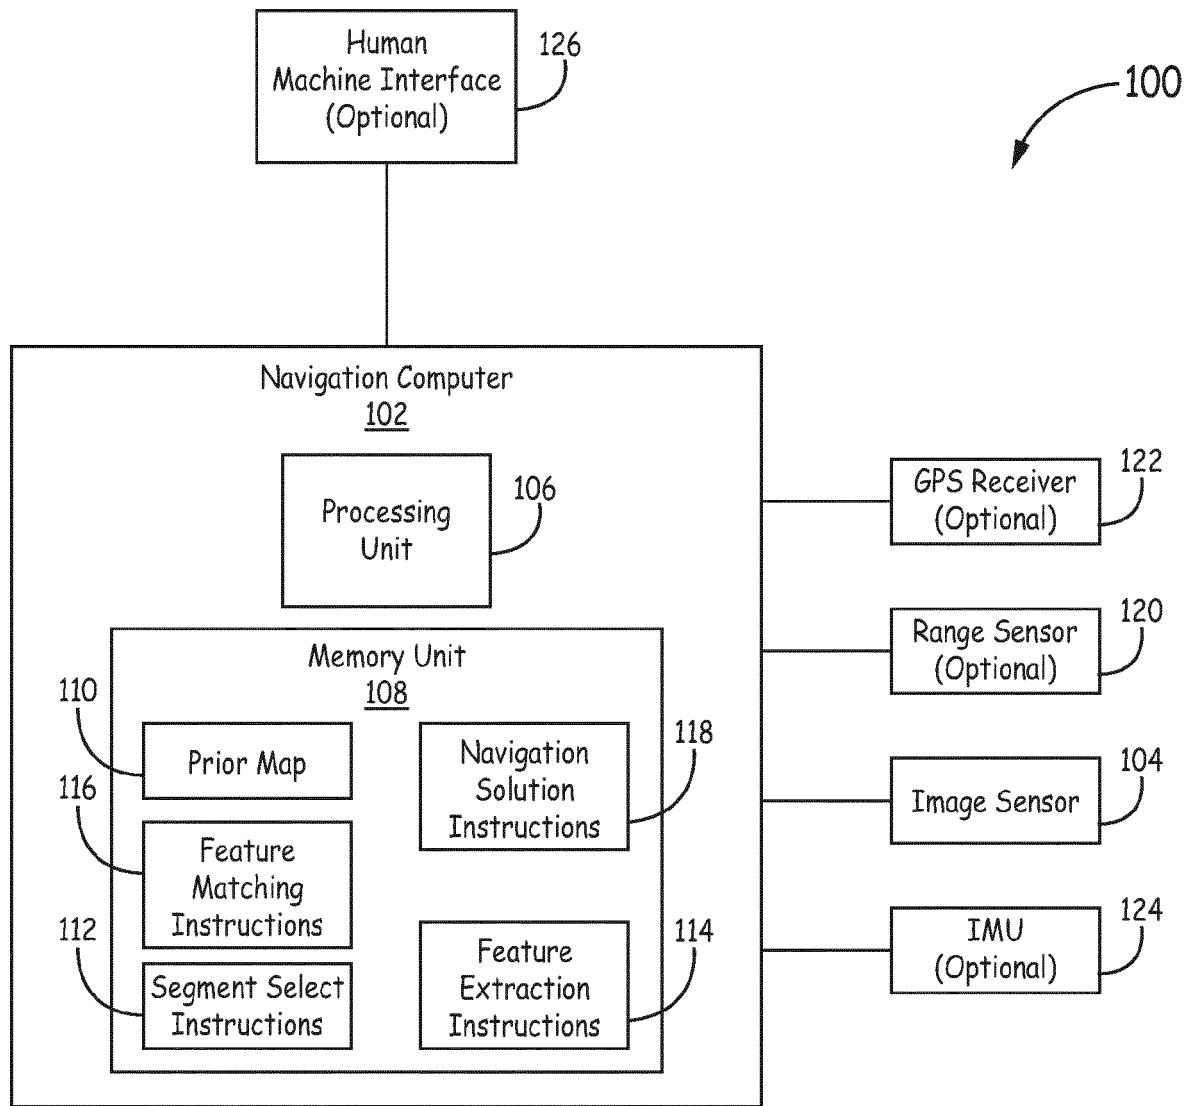 Human
Machine Interface
(Optional)
126
100
Navigation Computer
102
Processing
Unit
106
GPS Receiver
(Optional)
122
Range Sensor
(Optional)
120
Image Sensor
104
IMU
(Optional)
124
Memory Unit
108
110
Prior Map
116
Feature
Matching
Instructions
112
Segment Select
Instructions
Navigation
Solution
Instructions
118
Feature
Extraction
Instructions
114